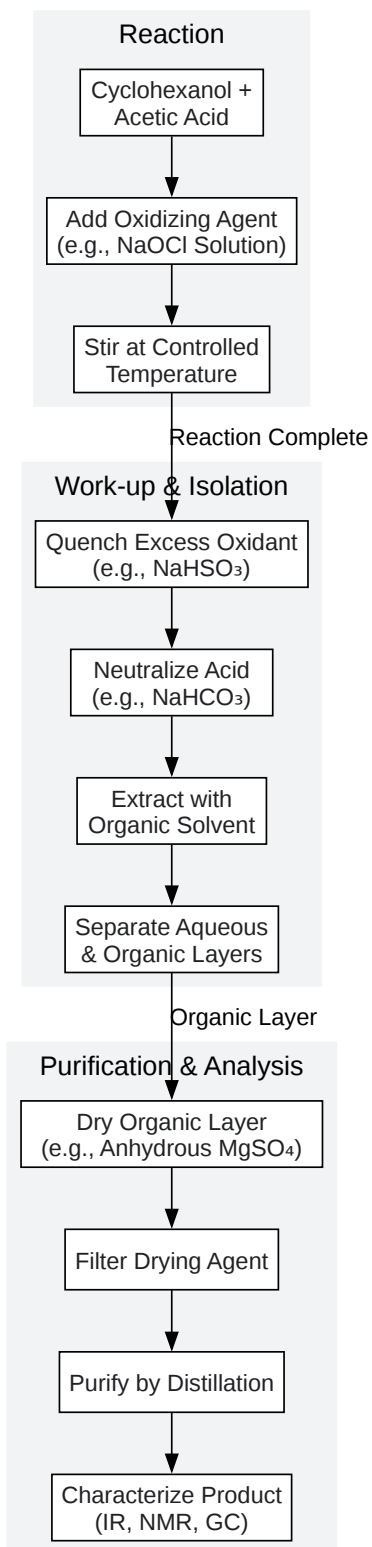 Reaction
Cyclohexanol +
Acetic Acid
Add Oxidizing Agent
(e.g., NaOCl Solution)
Stir at Controlled
Temperature
Reaction Complete
Work-up & Isolation
Quench Excess Oxidant
(e.g., NaHSO₃)
Neutralize Acid
(e.g., NaHCO₃)
Extract with
Organic Solvent
Separate Aqueous
& Organic Layers
Organic Layer
Purification & Analysis
Dry Organic Layer
(e.g., Anhydrous MgSO₄)
Filter Drying Agent
Purify by Distillation
Characterize Product
(IR, NMR, GC)